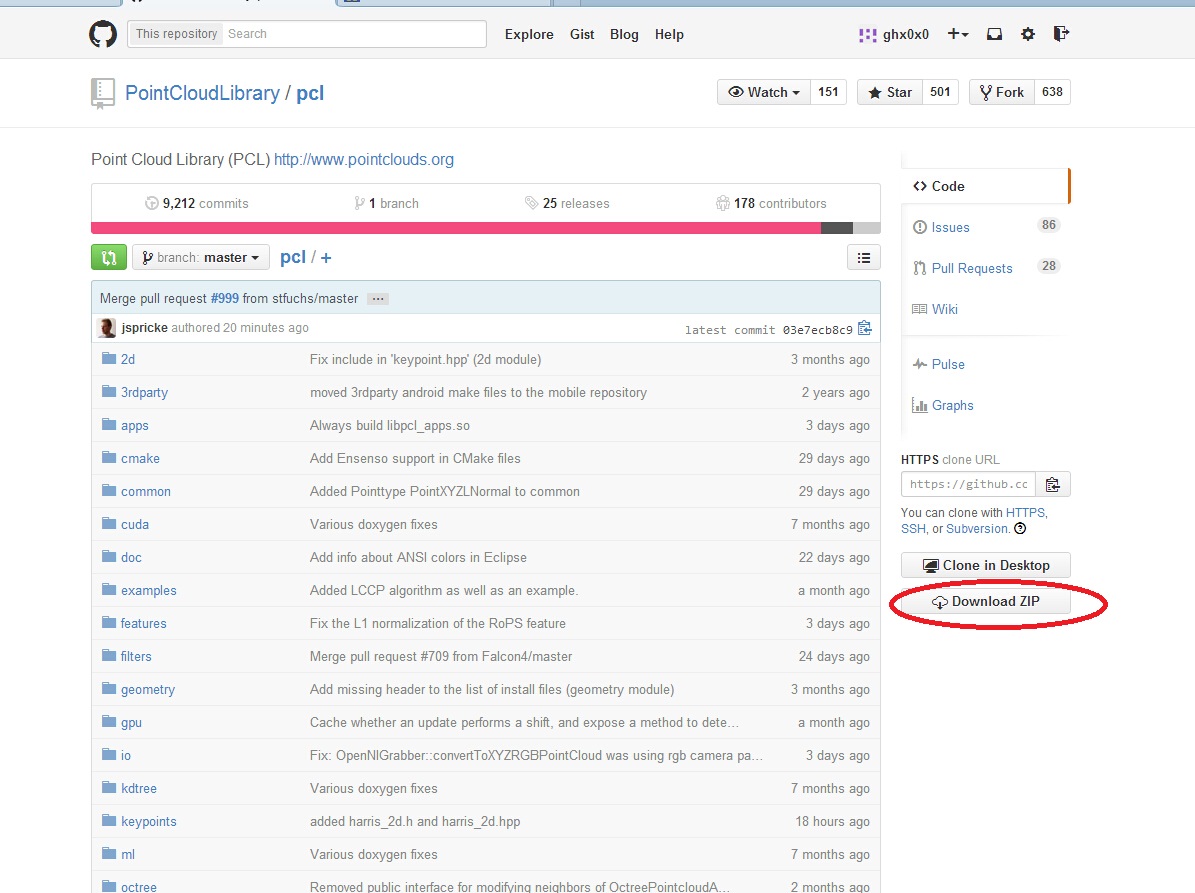 This repository Search Explore Gist Blog Help ghx0x0
PointCloudLibrary / pcl Watch 151 Star 501 Fork 638
Point Cloud Library (PCL) http://www.pointclouds.org
9,212 commits 1 branch 25 releases 178 contributors
branch: master pcl / +
Merge pull request #999 from stfuchs/master ...
jspricke authored 20 minutes ago latest commit 03e7ecb8c9
2d Fix include in 'keypoint.hpp' (2d module) 3 months ago
3rdparty moved 3rdparty android make files to the mobile repository 2 years ago
apps Always build libpcl_apps.so 3 days ago
cmake Add Ensenso support in CMake files 29 days ago
common Added Pointtype PointXYZLNormal to common 29 days ago
cuda Various doxygen fixes 7 months ago
doc Add info about ANSI colors in Eclipse 22 days ago
examples Added LCCP algorithm as well as an example. a month ago
features Fix the L1 normalization of the RoPS feature 3 days ago
filters Merge pull request #709 from Falcon4/master 24 days ago
geometry Add missing header to the list of install files (geometry module) 3 months ago
gpu Cache whether an update performs a shift, and expose a method to dete… a month ago
io Fix: OpenNIGrabber::convertToXYZRGBPointCloud was using rgb camera pa… 3 days ago
kdtree Various doxygen fixes 7 months ago
keypoints added harris_2d.h and harris_2d.hpp 18 hours ago
ml Various doxygen fixes 7 months ago
octree Removed public interface for modifying neighbors of OctreePointcloudA… 2 months ago
Code
Issues 86
Pull Requests 28
Wiki
Pulse
Graphs
HTTPS clone URL
https://github.cc
You can clone with HTTPS,
SSH, or Subversion.
Clone in Desktop
Download ZIP